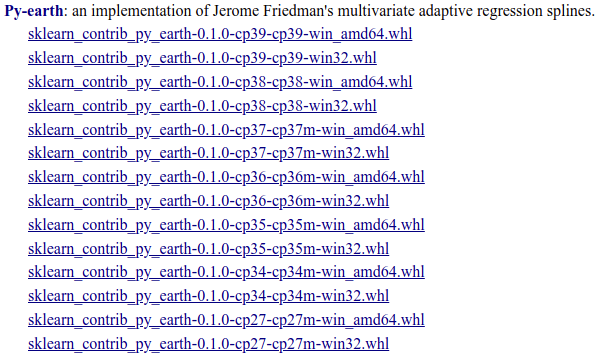 Py-earth: an implementation of Jerome Friedman's multivariate adaptive regression splines.
sklearn_contrib_py_earth-0.1.0-cp39-cp39-win_amd64.whl
sklearn_contrib_py_earth-0.1.0-cp39-cp39-win32.whl
sklearn_contrib_py_earth-0.1.0-cp38-cp38-win_amd64.whl
sklearn_contrib_py_earth-0.1.0-cp38-cp38-win32.whl
sklearn_contrib_py_earth-0.1.0-cp37-cp37m-win_amd64.whl
sklearn_contrib_py_earth-0.1.0-cp37-cp37m-win32.whl
sklearn_contrib_py_earth-0.1.0-cp36-cp36m-win_amd64.whl
sklearn_contrib_py_earth-0.1.0-cp36-cp36m-win32.whl
sklearn_contrib_py_earth-0.1.0-cp35-cp35m-win_amd64.whl
sklearn_contrib_py_earth-0.1.0-cp35-cp35m-win32.whl
sklearn_contrib_py_earth-0.1.0-cp34-cp34m-win_amd64.whl
sklearn_contrib_py_earth-0.1.0-cp34-cp34m-win32.whl
sklearn_contrib_py_earth-0.1.0-cp27-cp27m-win_amd64.whl
sklearn_contrib_py_earth-0.1.0-cp27-cp27m-win32.whl